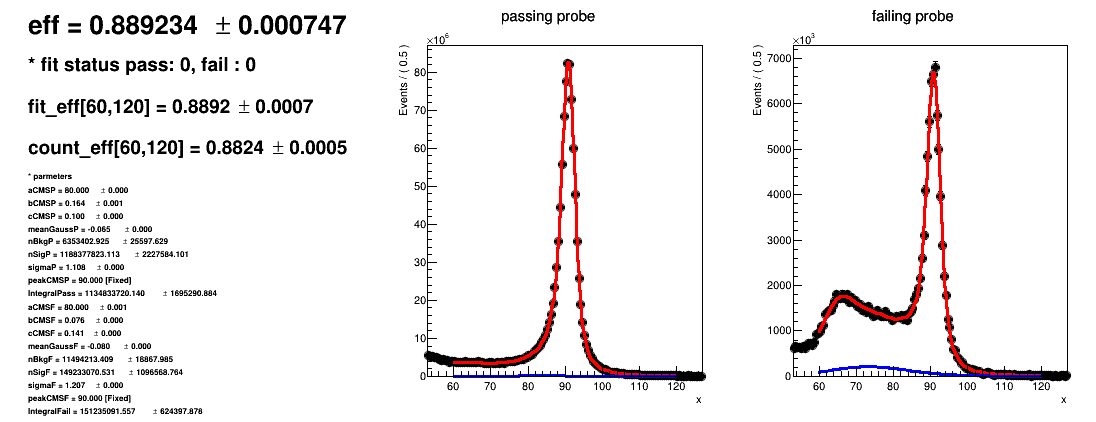 eff = 0.889234 ± 0.000747
* fit status pass: 0, fail : 0
fit_eff[60,120] = 0.8892 ± 0.0007
count_eff[60,120] = 0.8824 ± 0.0005
* parmeters
aCMSP = 80.000 ± 0.000
bCMSP = 0.164 ± 0.001
cCMSP = 0.100 ± 0.000
meanGaussP = -0.065 ± 0.000
nBkgP = 6353402.925 ± 25597.629
nSigP = 1188377823.113 ± 2227584.101
sigmaP = 1.108 ± 0.000
peakCMSP = 90.000 [Fixed]
IntegralPass = 1134833720.140 ± 1695290.884
aCMSF = 80.000 ± 0.001
bCMSF = 0.076 ± 0.000
cCMSF = 0.141 ± 0.000
meanGaussF = -0.080 ± 0.000
nBkgF = 11494213.409 ± 18867.985
nSigF = 149233070.531 ± 1096568.764
sigmaF = 1.207 ± 0.000
peakCMSF = 90.000 [Fixed]
IntegralFail = 151235091.557 ± 624397.878
passing probe
×10⁶
Events / ( 0.5 )
80
60
40
30
20
10
0
60 70 80 90 100 110 120
x
failing probe
×10³
Events / ( 0.5 )
7000
6000
5000
4000
3000
2000
1000
0
60 70 80 90 100 110 120
x